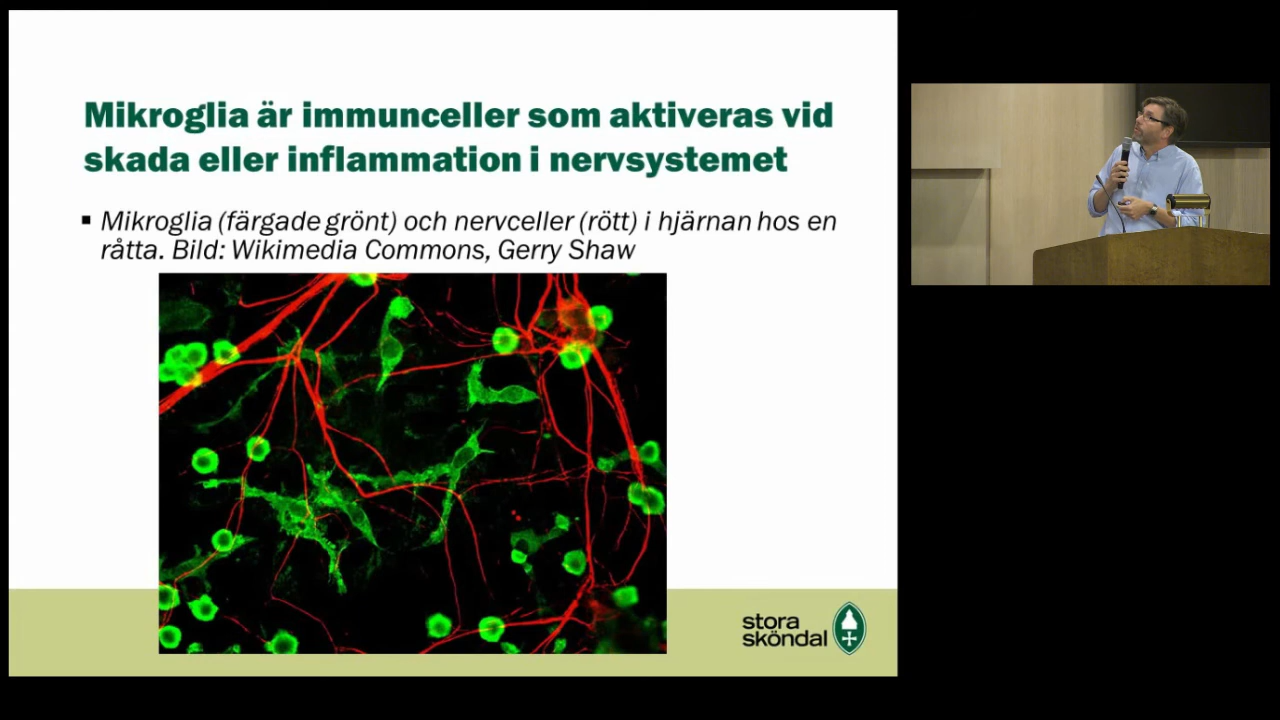 Mikroglia är immunceller som aktiveras vid
skada eller inflammation i nervsystemet
▪ Mikroglia (färgade grönt) och nervceller (rött) i hjärnan hos en
råtta. Bild: Wikimedia Commons, Gerry Shaw
stora
sköndal